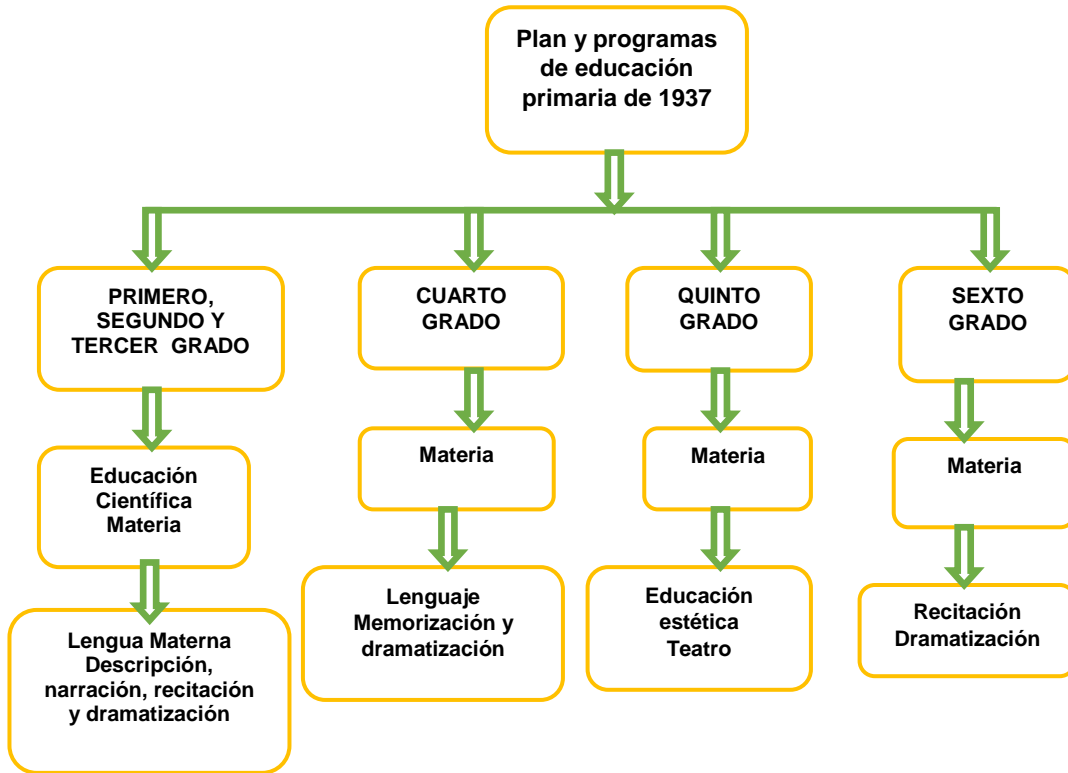 Plan y programas
de educación
primaria de 1937
PRIMERO,
SEGUNDO Y
TERCER GRADO
CUARTO
GRADO
QUINTO
GRADO
SEXTO
GRADO
Educación
Científica
Materia
Materia
Materia
Materia
Lengua Materna
Descripción,
narración, recitación
y dramatización
Lenguaje
Memorización y
dramatización
Educación
estética
Teatro
Recitación
Dramatización